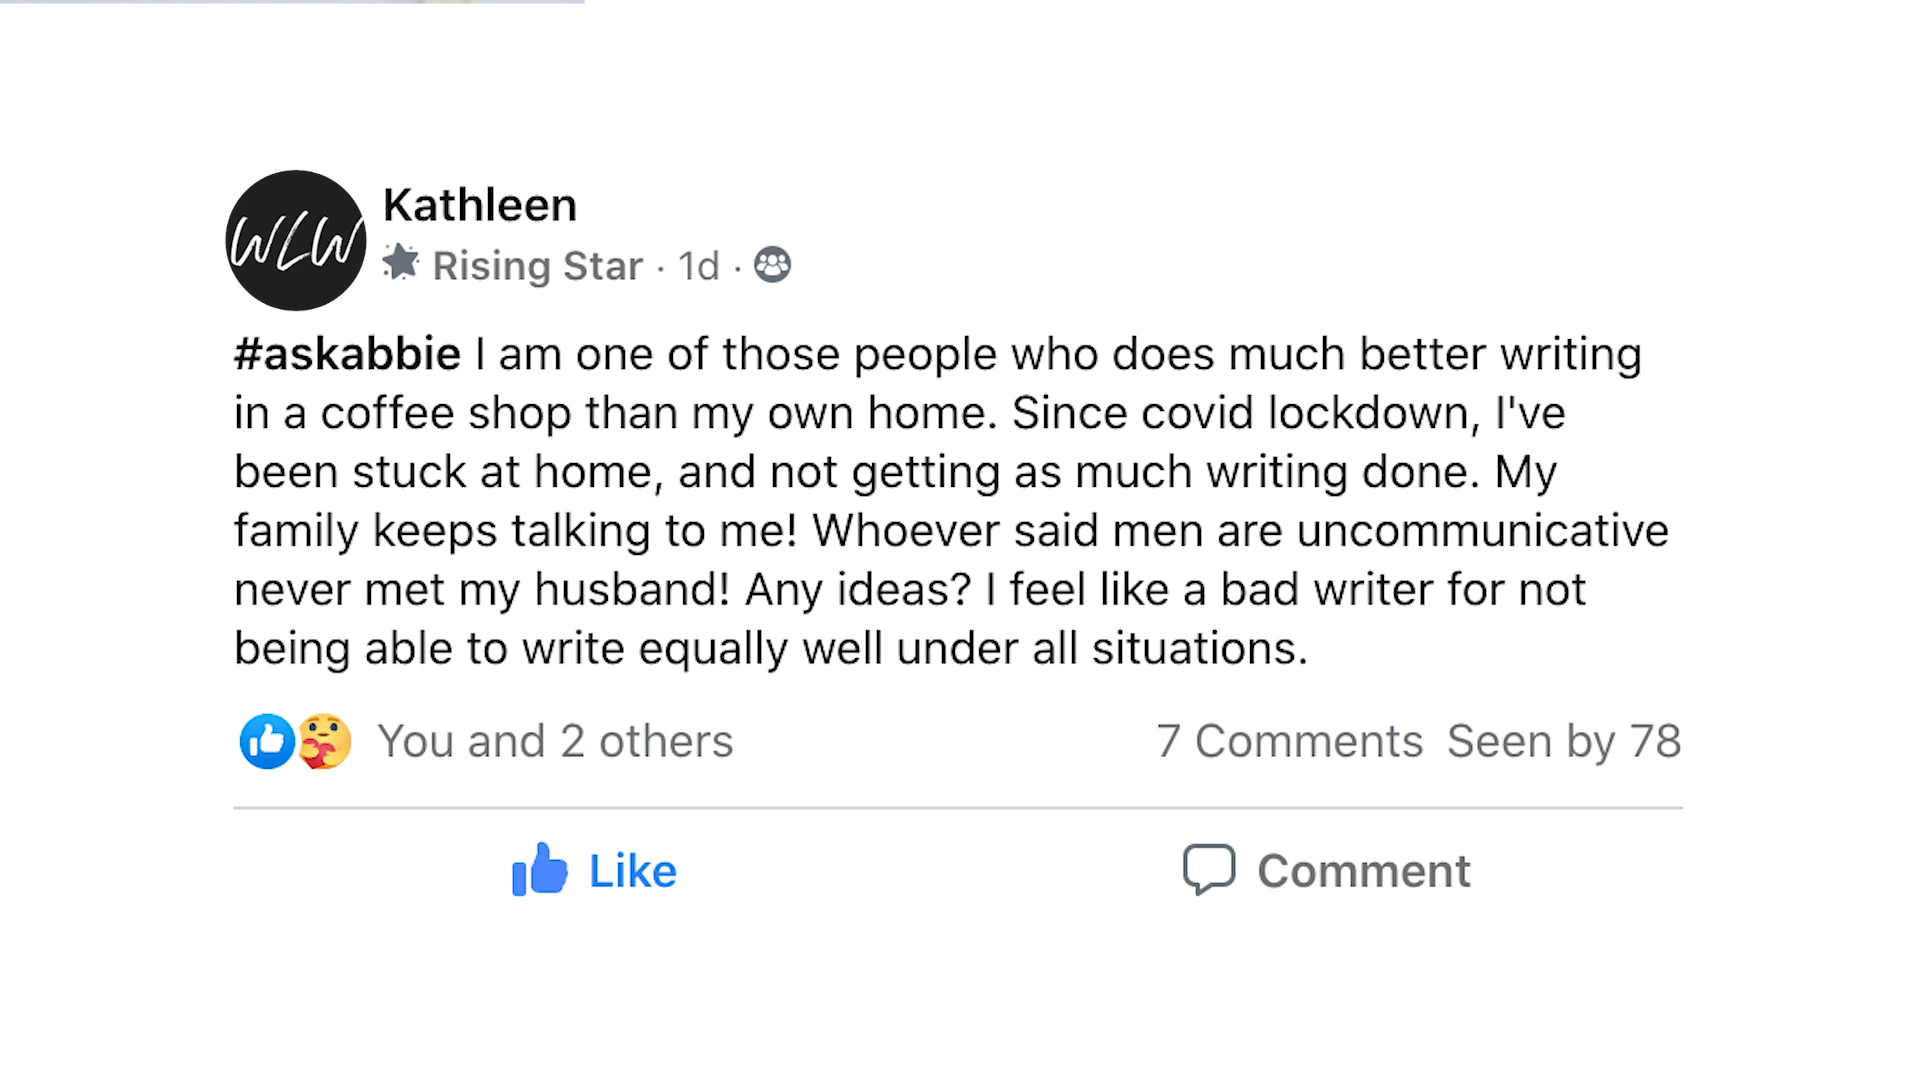 WLW
Kathleen
Rising Star · 1d ·
#askabbie I am one of those people who does much better writing
in a coffee shop than my own home. Since covid lockdown, I've
been stuck at home, and not getting as much writing done. My
family keeps talking to me! Whoever said men are uncommunicative
never met my husband! Any ideas? I feel like a bad writer for not
being able to write equally well under all situations.
You and 2 others
7 Comments Seen by 78
Like
Comment